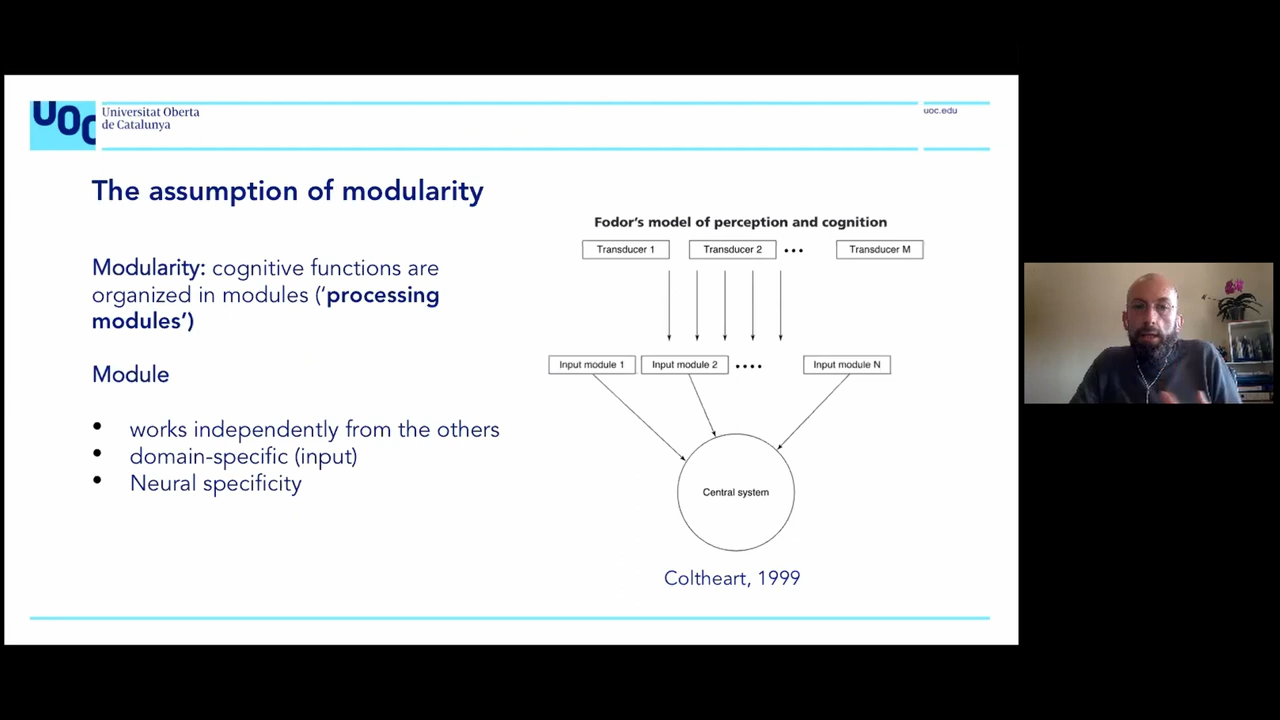 UOC
Universitat Oberta
de Catalunya
uoc.edu
The assumption of modularity
Modularity: cognitive functions are
organized in modules (‘processing
modules’)
Module
• works independently from the others
• domain-specific (input)
• Neural specificity
Fodor’s model of perception and cognition
Transducer 1 Transducer 2 ••• Transducer M
Input module 1 Input module 2 •••• Input module N
Central system
Coltheart, 1999